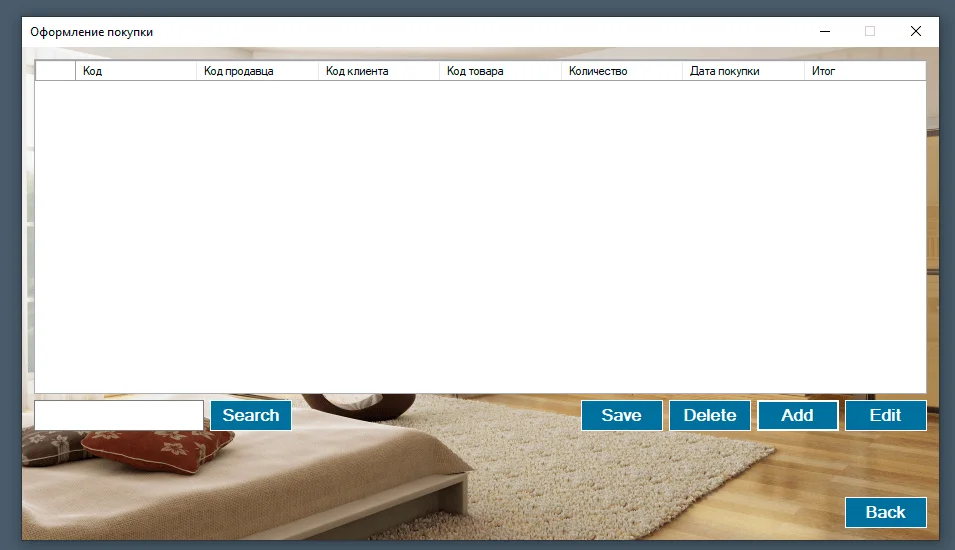 Оформление покупки
Код Код продавца Код клиента Код товара Количество Дата покупки Итог
Search Save Delete Add Edit
Back